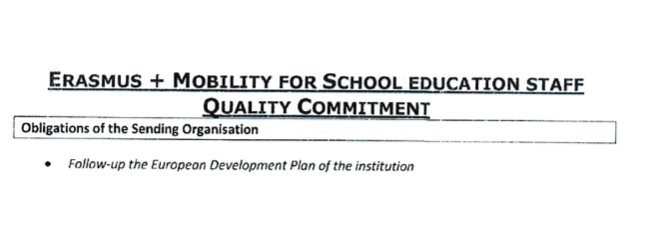 ERASMUS + MOBILITY FOR SCHOOL EDUCATION STAFF
QUALITY COMMITMENT
Obligations of the Sending Organisation
• Follow-up the European Development Plan of the institution